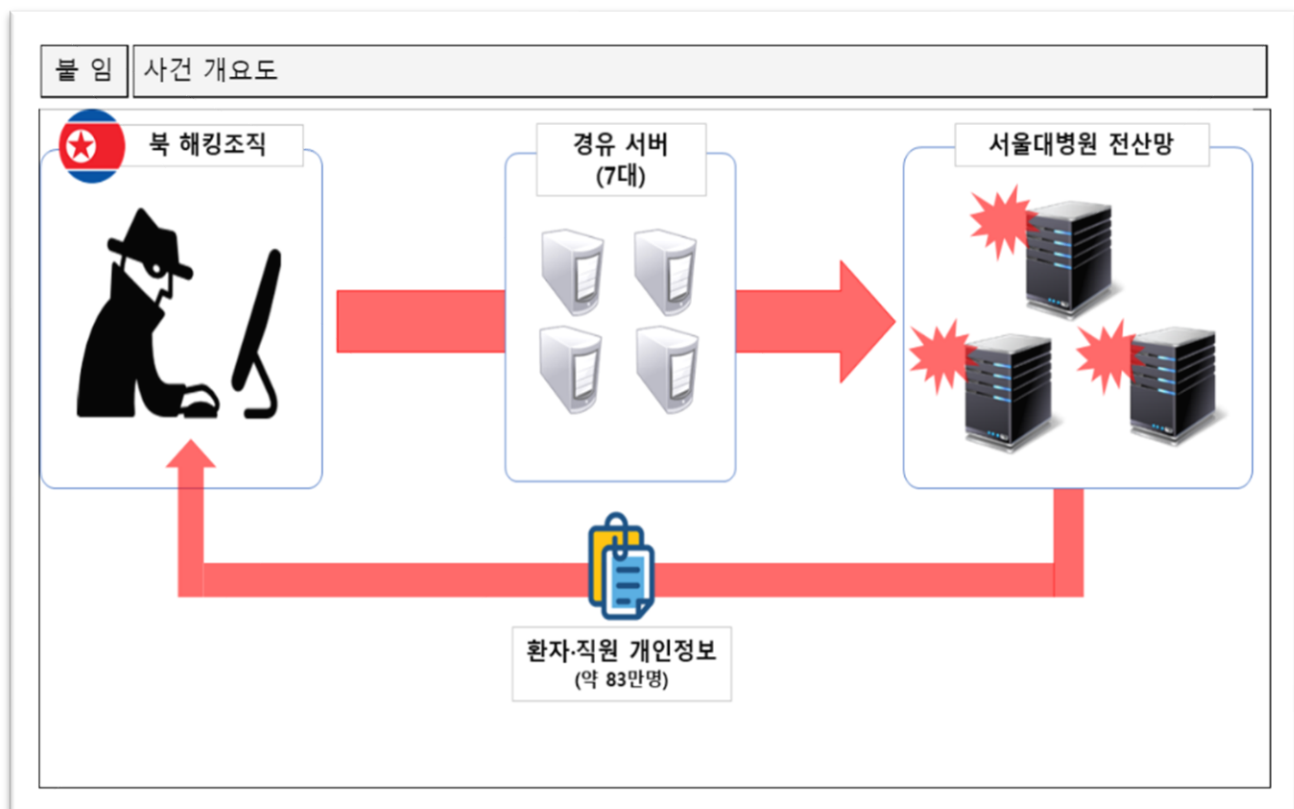 붙 임
사건 개요도
북 해킹조직
경유 서버
(7대)
서울대병원 전산망
환자·직원 개인정보
(약 83만명)